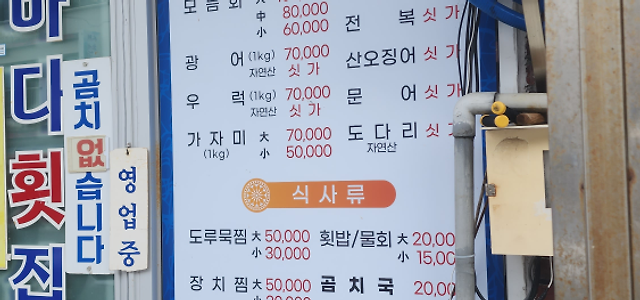 바다횟진
곰치 없습니다
영업중
모듬회 大
中 80,000
小 60,000
광 어 (1kg) 70,000
자연산 싯가
우 럭 (1kg) 70,000
자연산 싯가
가 자 미 大 70,000
(1kg) 小 50,000
전 복 싯가
산오징어 싯가
문 어 싯가
도 다 리 싯가
자연산
식 사 류
도루묵찜 大 50,000
小 30,000
장 치 찜 大 50,000
小
횟밥/물회 大 20,00
小 15,00
곰 치 국 20,00